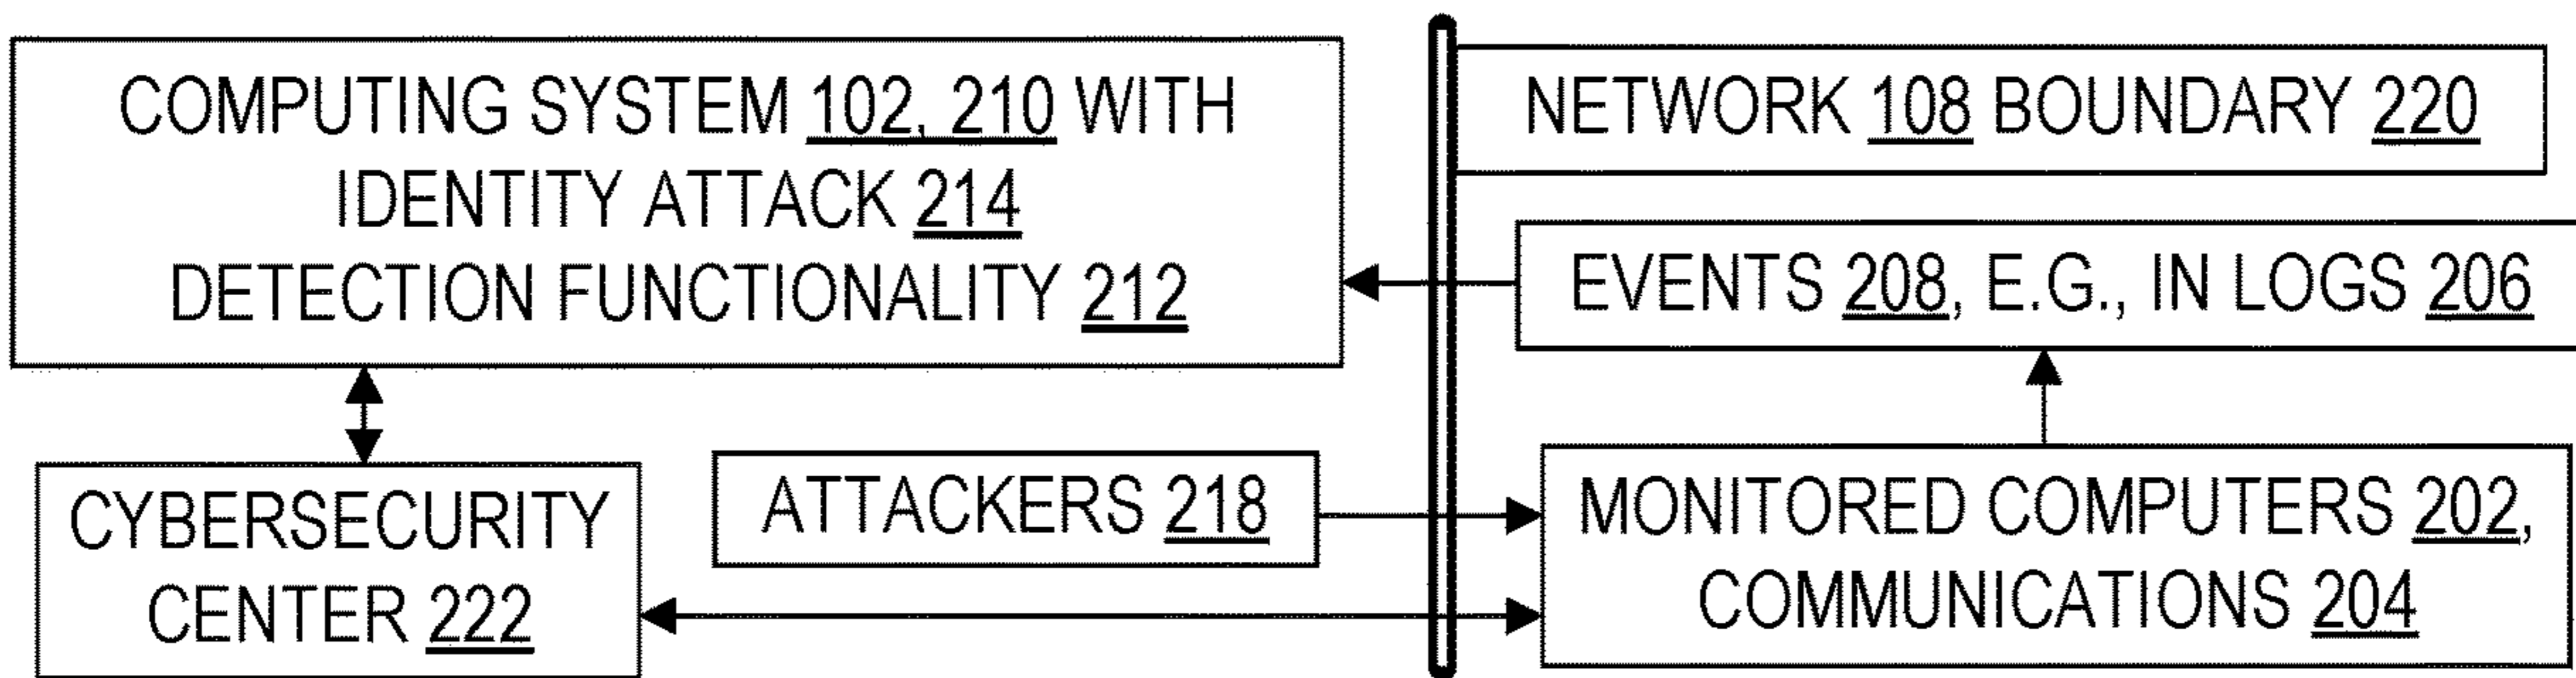 COMPUTING SYSTEM 102, 210 WITH
IDENTITY ATTACK 214
DETECTION FUNCTIONALITY 212
NETWORK 108 BOUNDARY 220
EVENTS 208, E.G., IN LOGS 206
CYBERSECURITY
CENTER 222
ATTACKERS 218
MONITORED COMPUTERS 202,
COMMUNICATIONS 204